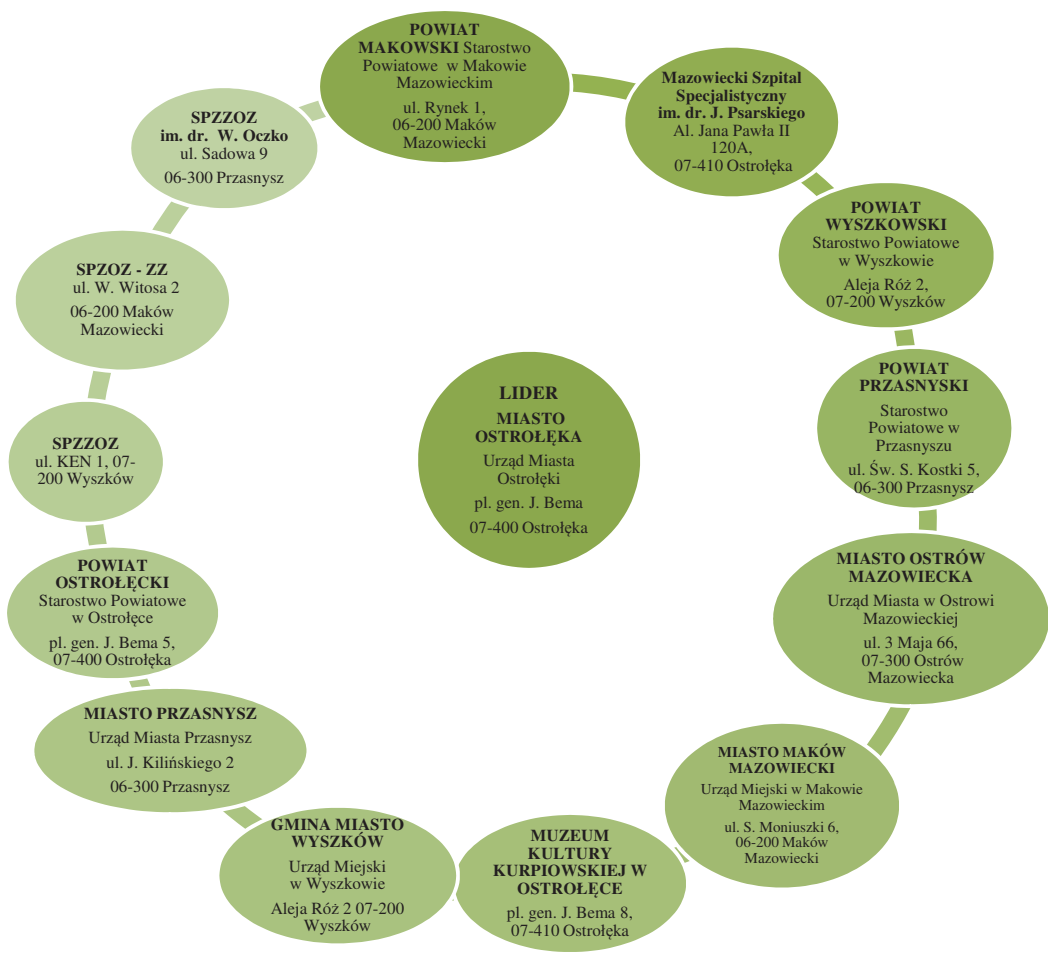 POWIAT
MAKOWSKI Starostwo
Powiatowe w Makowie
Mazowieckim
ul. Rynek 1,
06-200 Maków
Mazowiecki
Mazowiecki Szpital
Specjalistyczny
im. dr. J. Psarskiego
Al. Jana Pawła II
120A,
07-410 Ostrołęka
POWIAT
WYSZKOWSKI
Starostwo Powiatowe
w Wyszkowie
Aleja Róż 2,
07-200 Wyszków
POWIAT
PRZASNYSKI
Starostwo
Powiatowe w
Przasnyszu
ul. Św. S. Kostki 5,
06-300 Przasnysz
MIASTO OSTRÓW
MAZOWIECKA
Urząd Miasta w Ostrowi
Mazowieckiej
ul. 3 Maja 66,
07-300 Ostrów
Mazowiecka
MIASTO MAKÓW
MAZOWIECKI
Urząd Miejski w Makowie
Mazowieckim
ul. S. Moniuszki 6,
06-200 Maków
Mazowiecki
MUZEUM
KULTURY
KURPIOWSKIEJ W
OSTROŁĘCE
pl. gen. J. Bema 8,
07-410 Ostrołęka
GMINA MIASTO
WYSZKÓW
Urząd Miejski
w Wyszkowie
Aleja Róż 2 07-200
Wyszków
MIASTO PRZASNYSZ
Urząd Miasta Przasnysz
ul. J. Kilińskiego 2
06-300 Przasnysz
POWIAT
OSTROŁĘCKI
Starostwo Powiatowe
w Ostrołęce
pl. gen. J. Bema 5,
07-400 Ostrołęka
SPZZOZ
ul. KEN 1, 07-
200 Wyszków
SPZOZ - ZZ
ul. W. Witosa 2
06-200 Maków
Mazowiecki
SPZZOZ
im. dr. W. Oczko
ul. Sadowa 9
06-300 Przasnysz
LIDER
MIASTO
OSTROŁĘKA
Urząd Miasta
Ostrołęki
pl. gen. J. Bema
07-400 Ostrołęka